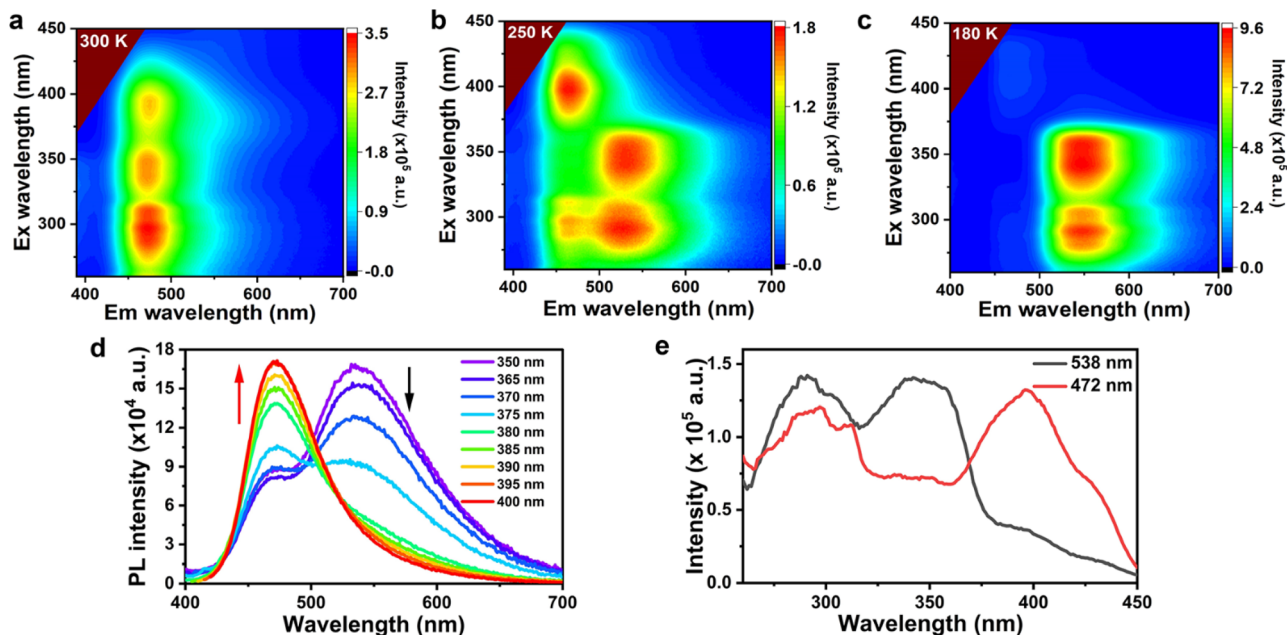 a
300 K
450
400
350
300
400
500
600
700
Ex wavelength (nm)
Em wavelength (nm)
3.5
2.7
1.8
0.9
-0.0
Intensity (x10⁵ a.u.)
b
250 K
450
400
350
300
400
500
600
700
Ex wavelength (nm)
Em wavelength (nm)
1.8
1.2
0.6
-0.0
Intensity (x10⁵ a.u.)
c
180 K
450
400
350
300
400
500
600
700
Ex wavelength (nm)
Em wavelength (nm)
9.6
7.2
4.8
2.4
0.0
Intensity (x10⁵ a.u.)
d
18
15
12
9
6
3
0
400
500
600
700
PL intensity (x10⁴ a.u.)
Wavelength (nm)
350 nm
365 nm
370 nm
375 nm
380 nm
385 nm
390 nm
395 nm
400 nm
e
1.5
1.0
0.5
0.0
300
350
400
450
Intensity (x 10⁵ a.u.)
Wavelength (nm)
538 nm
472 nm